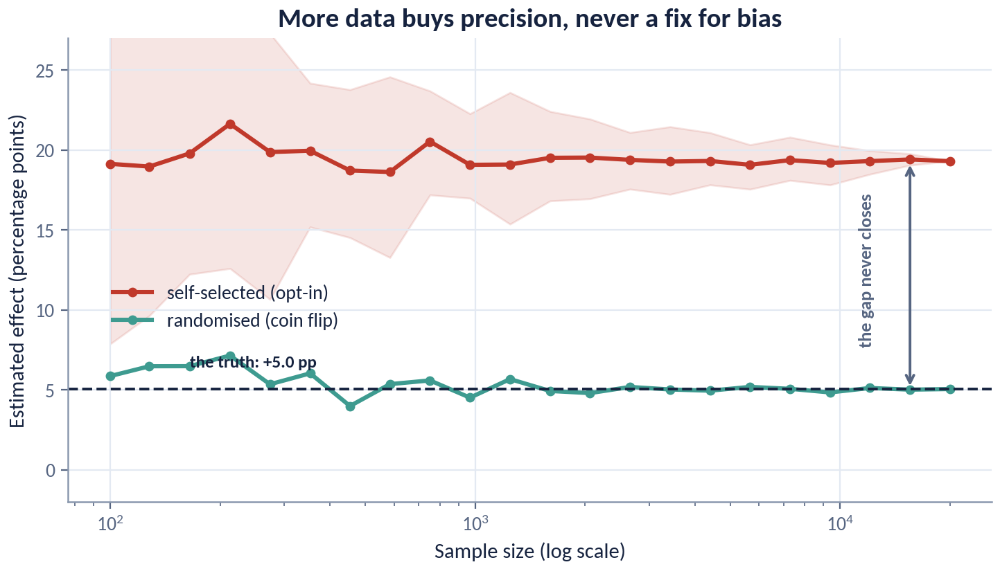 More data buys precision, never a fix for bias
Estimated effect (percentage points)
25
20
15
10
5
0
self-selected (opt-in)
randomised (coin flip)
the truth: +5.0 pp
the gap never closes
10²
10³
10⁴
Sample size (log scale)